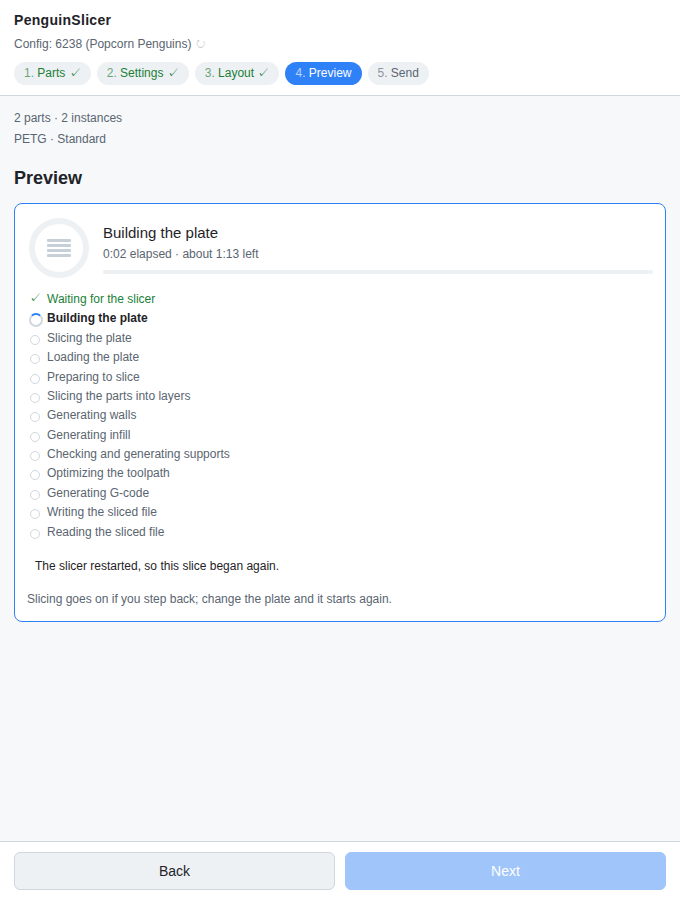 PenguinSlicer
Config: 6238 (Popcorn Penguins)
1. Parts ✓ 2. Settings ✓ 3. Layout ✓ 4. Preview 5. Send
2 parts · 2 instances
PETG · Standard
Preview
Building the plate
0:02 elapsed · about 1:13 left
✓ Waiting for the slicer
Building the plate
Slicing the plate
Loading the plate
Preparing to slice
Slicing the parts into layers
Generating walls
Generating infill
Checking and generating supports
Optimizing the toolpath
Generating G-code
Writing the sliced file
Reading the sliced file
The slicer restarted, so this slice began again.
Slicing goes on if you step back; change the plate and it starts again.
Back Next